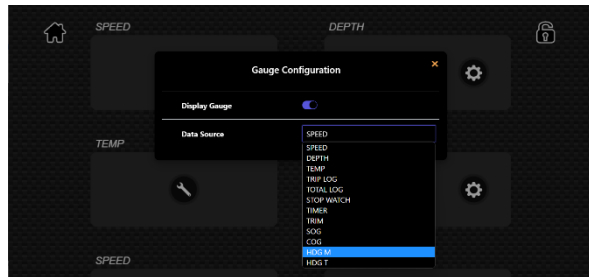 SPEED
DEPTH
Gauge Configuration
×
Display Gauge
Data Source
SPEED
SPEED
DEPTH
TEMP
TRIP LOG
TOTAL LOG
STOP WATCH
TIMER
TRIM
SOG
COG
HDG M
HDG T
TEMP
SPEED